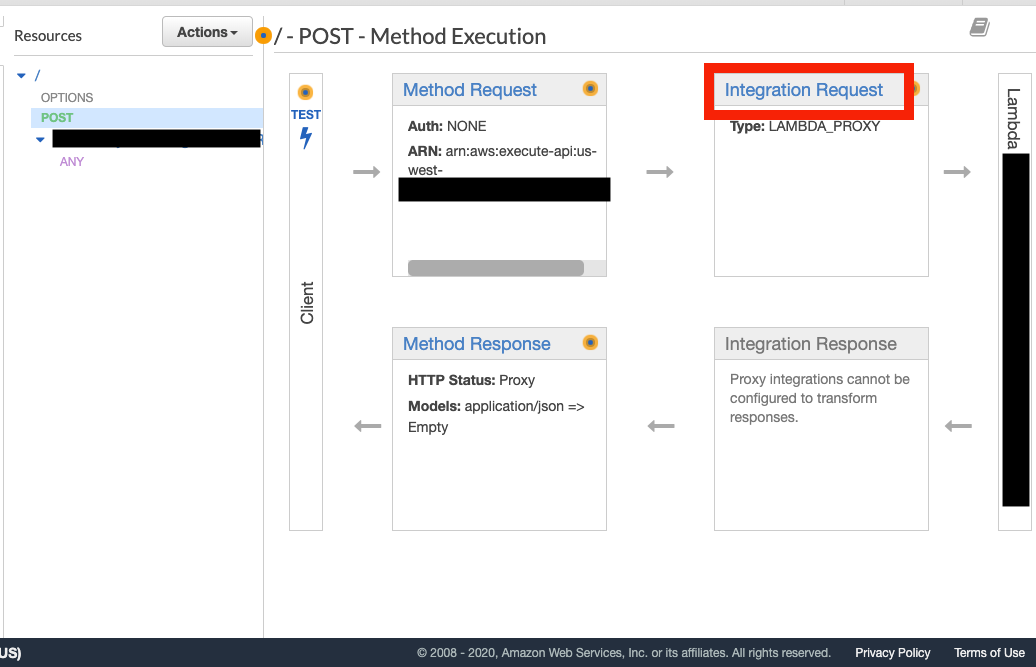 Resources
Actions
/ - POST - Method Execution
/
OPTIONS
POST
ANY
TEST
Client
Method Request
Auth: NONE
ARN: arn:aws:execute-api:us-
west-
Integration Request
Type: LAMBDA_PROXY
Lambda
Method Response
HTTP Status: Proxy
Models: application/json =>
Empty
Integration Response
Proxy integrations cannot be
configured to transform
responses.
US)
© 2008 - 2020, Amazon Web Services, Inc. or its affiliates. All rights reserved.
Privacy Policy
Terms of Use